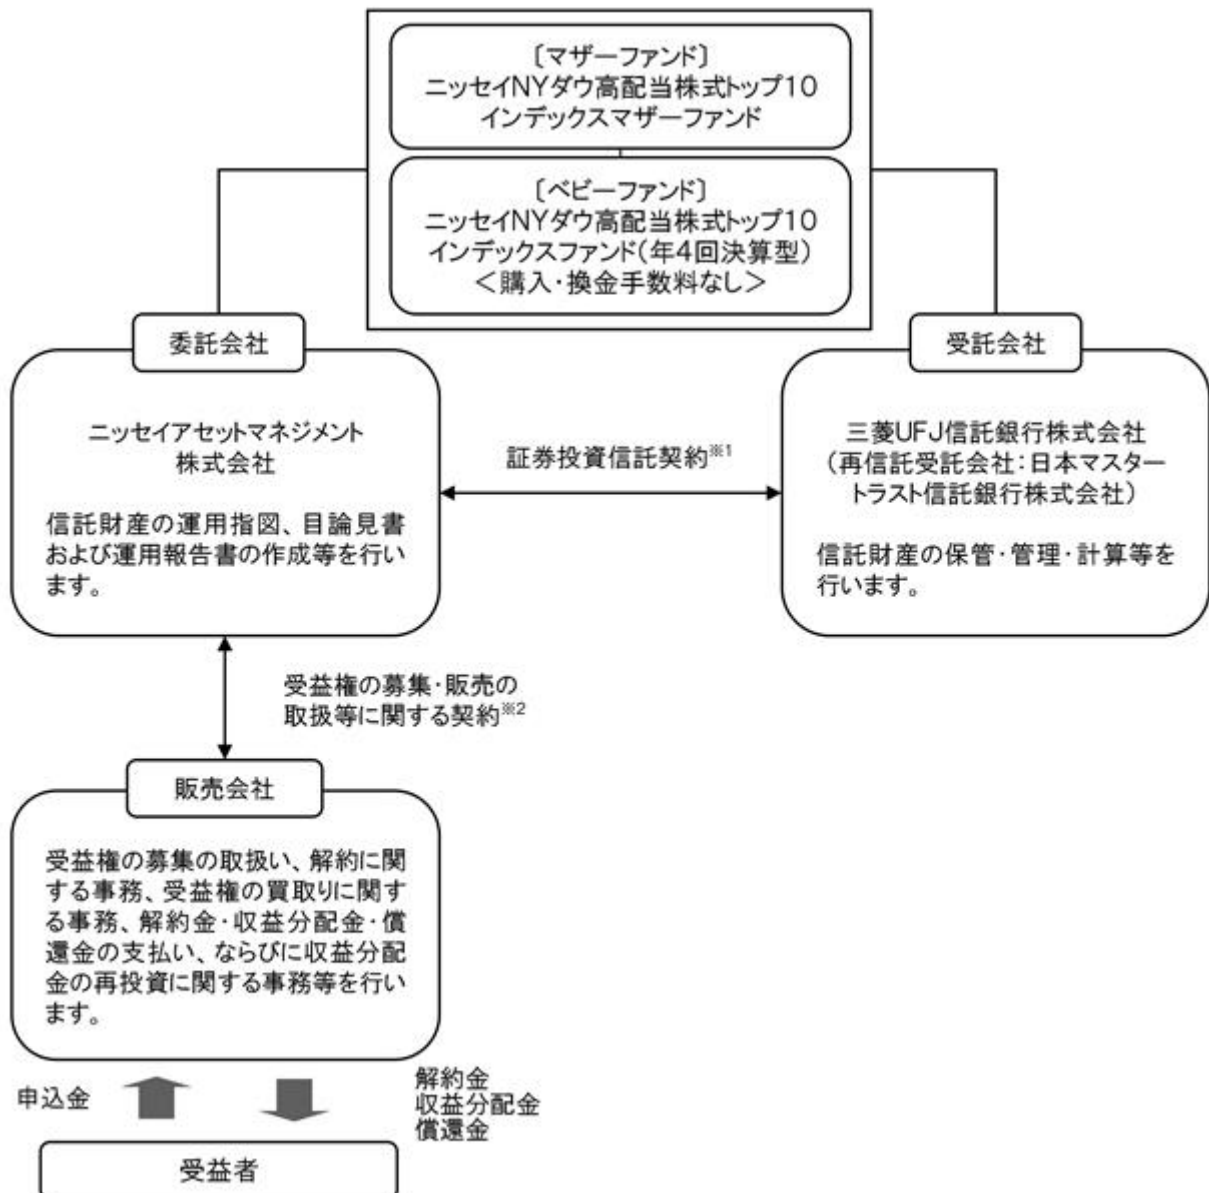 〔マザーファンド〕
ニッセイNYダウ高配当株式トップ10
インデックスマザーファンド
〔ベビーファンド〕
ニッセイNYダウ高配当株式トップ10
インデックスファンド(年4回決算型)
＜購入・換金手数料なし＞
委託会社
ニッセイアセットマネジメント
株式会社
信託財産の運用指図、目論見書
および運用報告書の作成等を行い
ます。
証券投資信託契約※1
受託会社
三菱UFJ信託銀行株式会社
(再信託受託会社:日本マスター
トラスト信託銀行株式会社)
信託財産の保管・管理・計算等を
行います。
受益権の募集・販売の
取扱等に関する契約※2
販売会社
受益権の募集の取扱い、解約に関
する事務、受益権の買取りに関す
る事務、解約金・収益分配金・償
還金の支払い、ならびに収益分配
金の再投資に関する事務等を行い
ます。
申込金
解約金
収益分配金
償還金
受益者